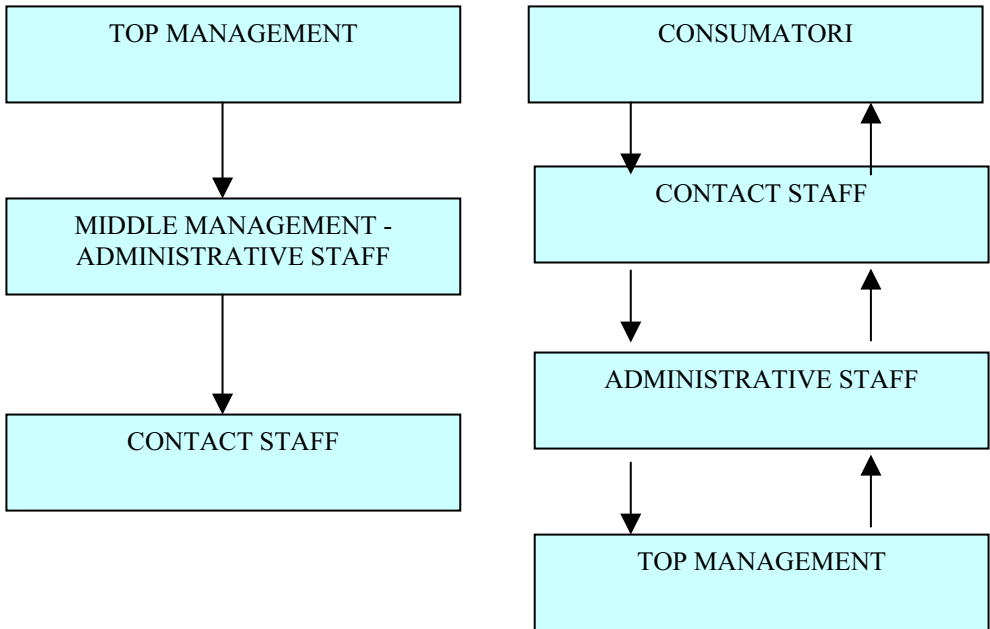 TOP MANAGEMENT
MIDDLE MANAGEMENT -
ADMINISTRATIVE STAFF
CONTACT STAFF
CONSUMATORI
CONTACT STAFF
ADMINISTRATIVE STAFF
TOP MANAGEMENT